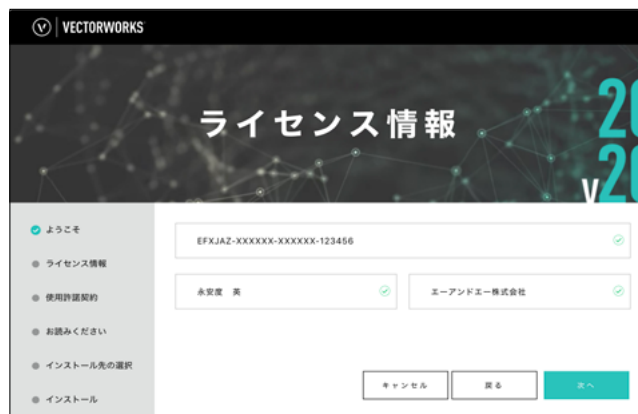 VECTORWORKS
ライセンス情報
20
v20
ようこそ
ライセンス情報
使用許諾契約
お読みください
インストール先の選択
インストール
EFXJAZ-XXXXXX-XXXXXX-123456
永安度 英
エーアンドエー株式会社
キャンセル
戻る
次へ